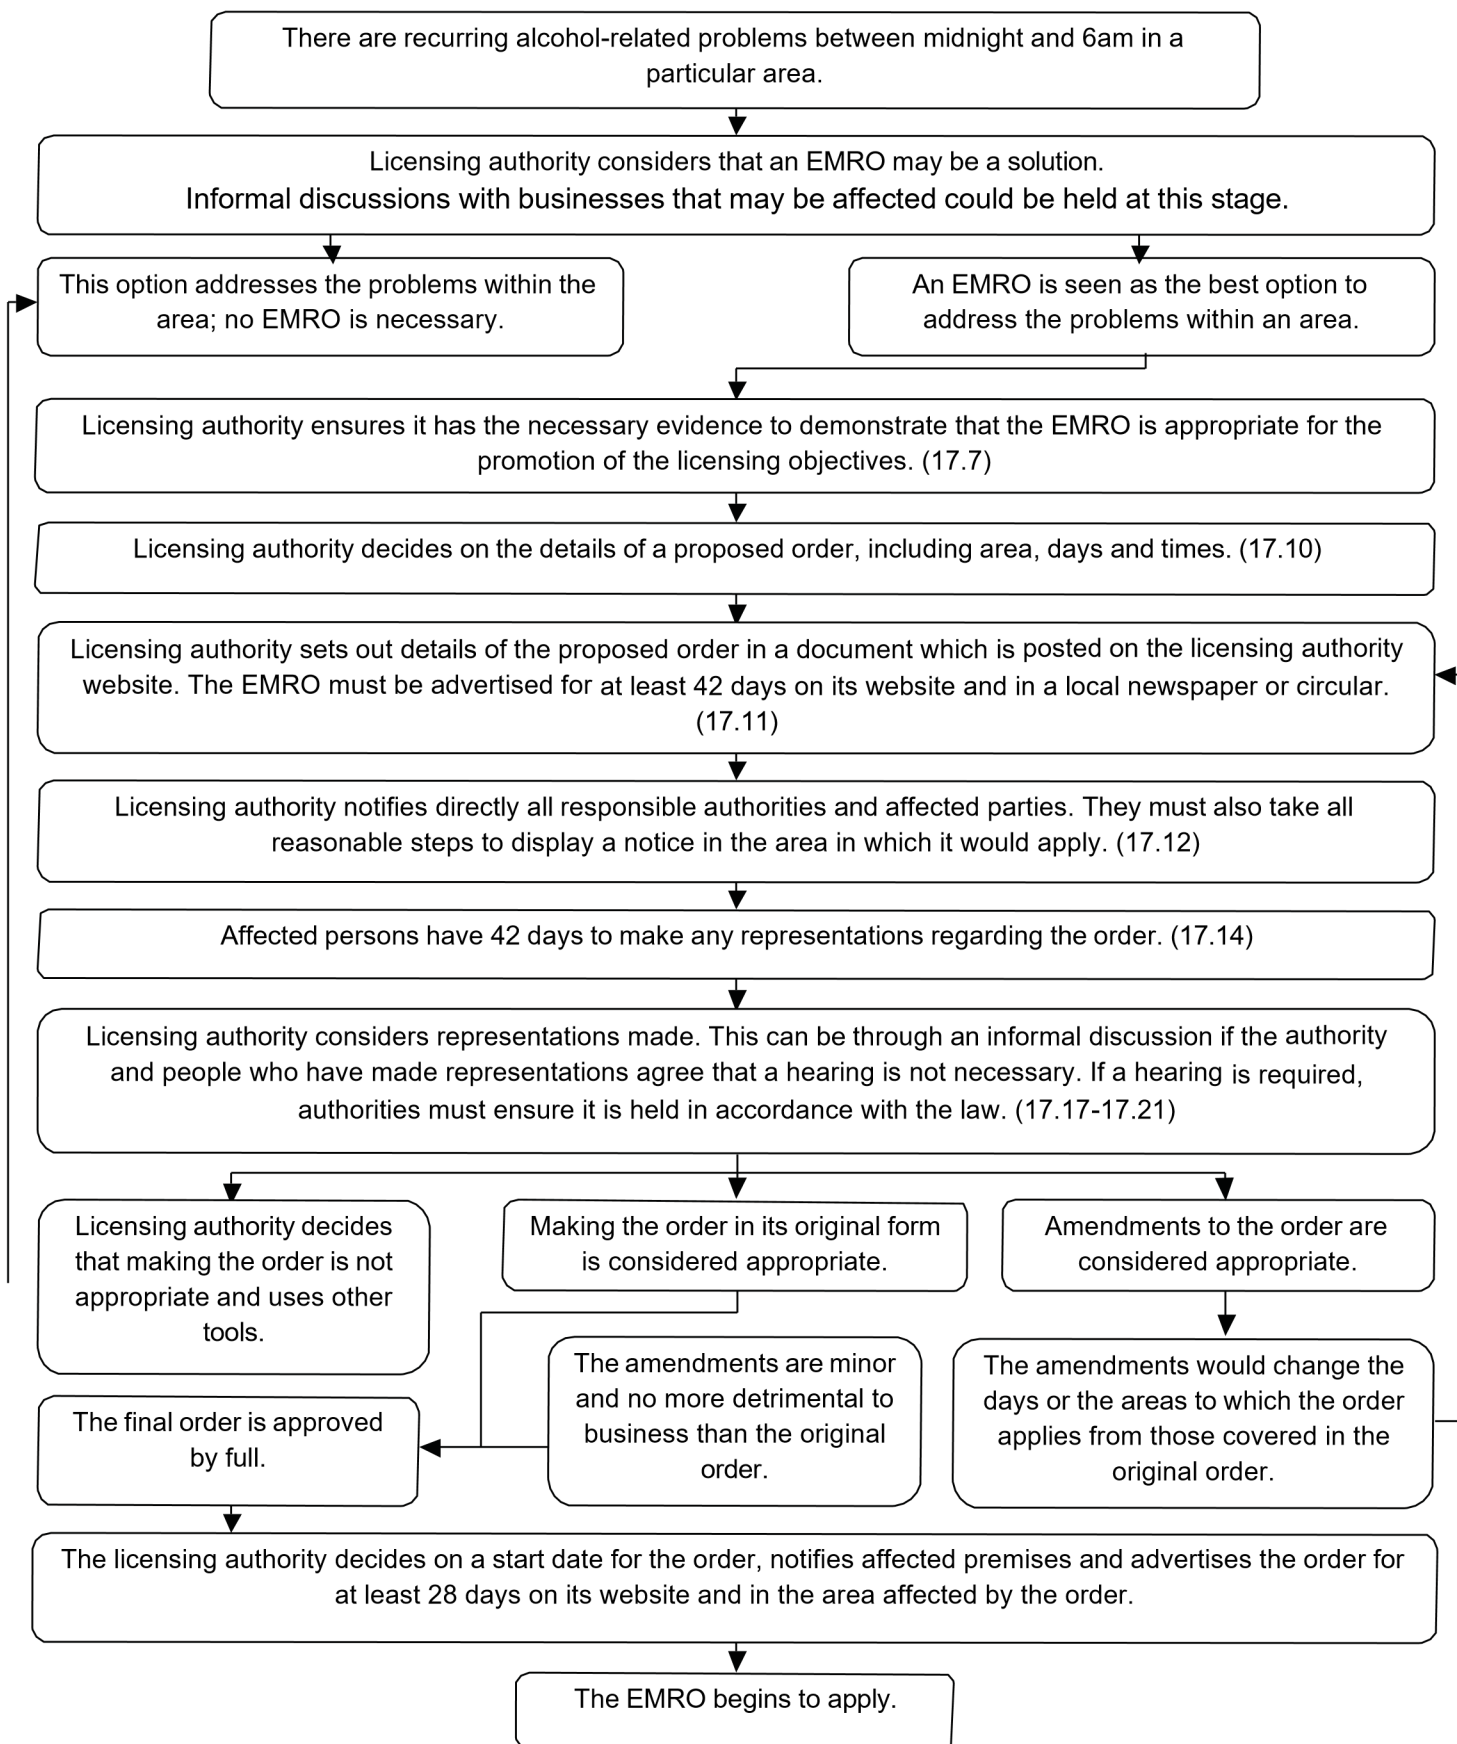 There are recurring alcohol-related problems between midnight and 6am in a
particular area.
Licensing authority considers that an EMRO may be a solution.
Informal discussions with businesses that may be affected could be held at this stage.
This option addresses the problems within the
area; no EMRO is necessary.
An EMRO is seen as the best option to
address the problems within an area.
Licensing authority ensures it has the necessary evidence to demonstrate that the EMRO is appropriate for the
promotion of the licensing objectives. (17.7)
Licensing authority decides on the details of a proposed order, including area, days and times. (17.10)
Licensing authority sets out details of the proposed order in a document which is posted on the licensing authority
website. The EMRO must be advertised for at least 42 days on its website and in a local newspaper or circular.
(17.11)
Licensing authority notifies directly all responsible authorities and affected parties. They must also take all
reasonable steps to display a notice in the area in which it would apply. (17.12)
Affected persons have 42 days to make any representations regarding the order. (17.14)
Licensing authority considers representations made. This can be through an informal discussion if the authority
and people who have made representations agree that a hearing is not necessary. If a hearing is required,
authorities must ensure it is held in accordance with the law. (17.17-17.21)
Licensing authority decides
that making the order is not
appropriate and uses other
tools.
Making the order in its original form
is considered appropriate.
Amendments to the order are
considered appropriate.
The amendments are minor
and no more detrimental to
business than the original
order.
The amendments would change the
days or the areas to which the order
applies from those covered in the
original order.
The final order is approved
by full.
The licensing authority decides on a start date for the order, notifies affected premises and advertises the order for
at least 28 days on its website and in the area affected by the order.
The EMRO begins to apply.